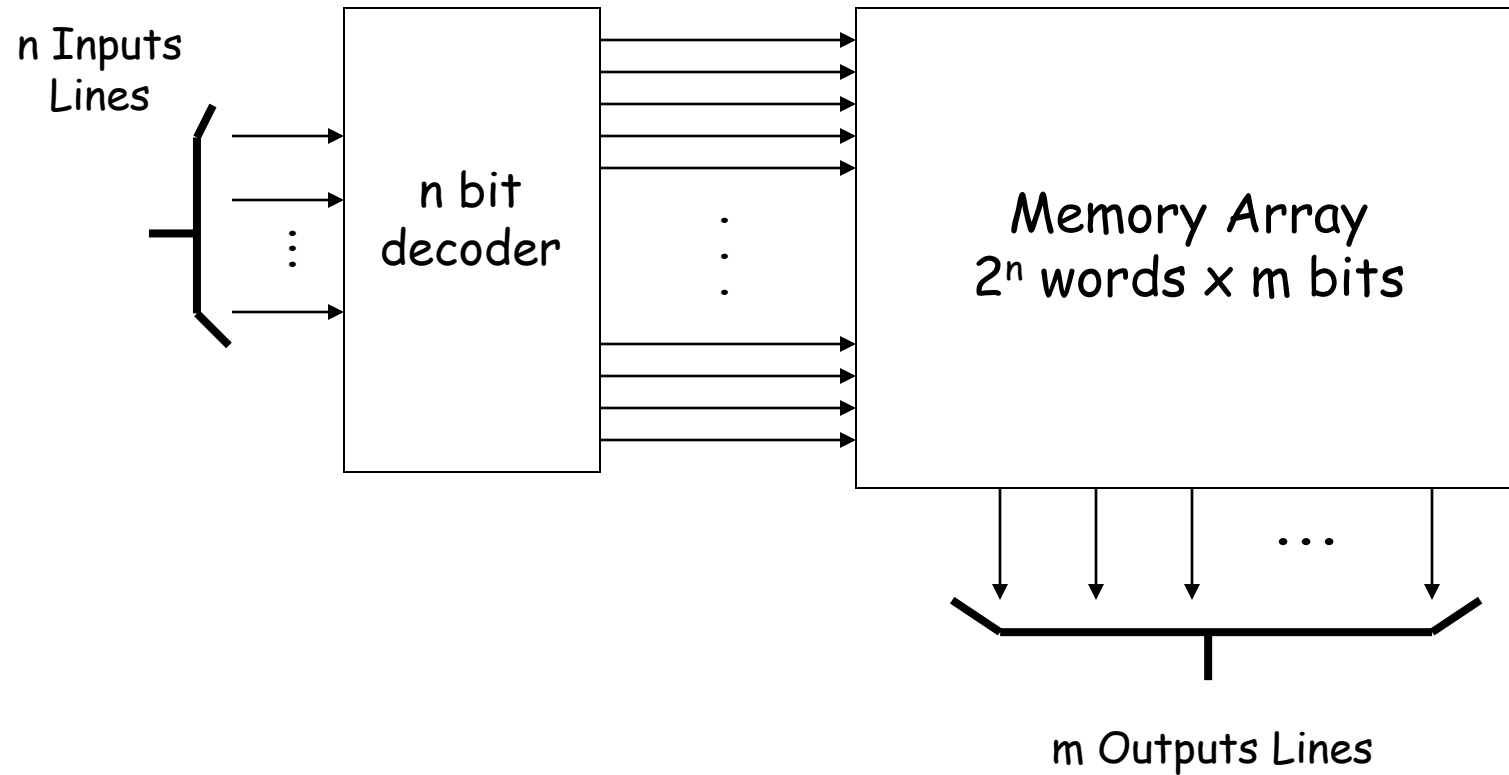 n Inputs
Lines
n bit
decoder
Memory Array
2ⁿ words x m bits
m Outputs Lines